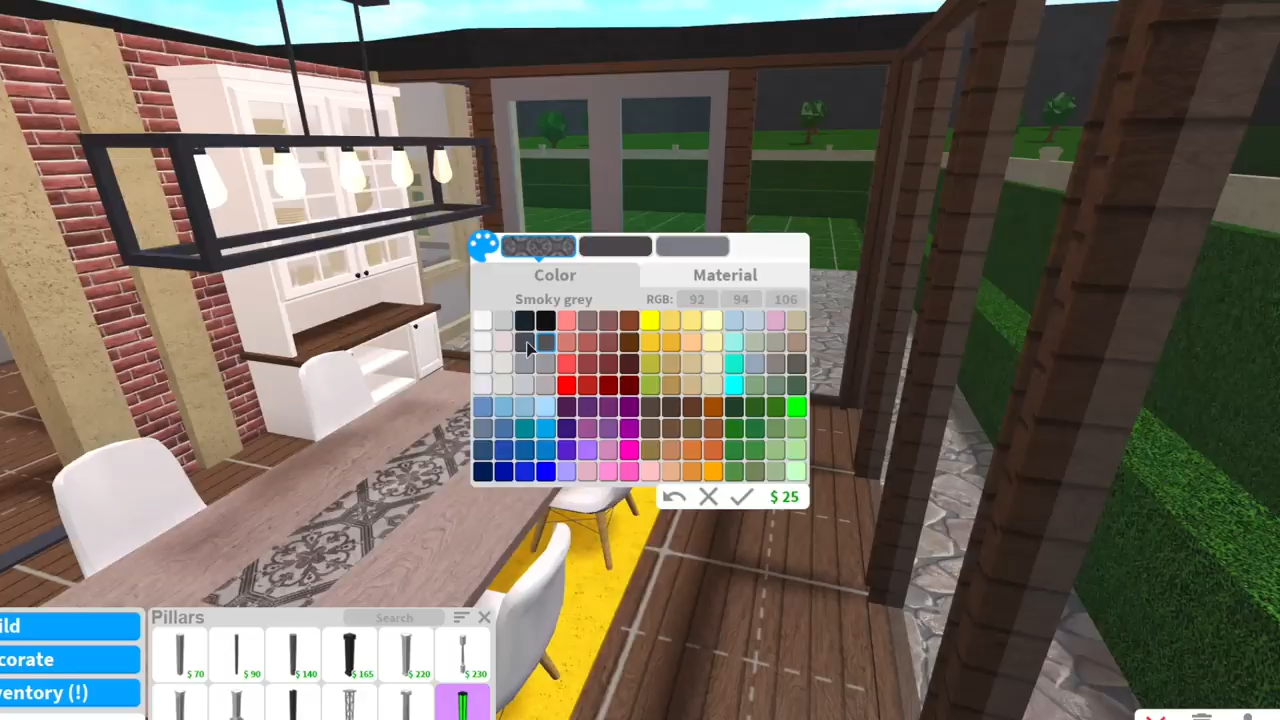 Color
Material
Smoky grey
RGB: 92 94 106
$ 25
ild
Pillars
Search
$ 70
$ 90
$ 140
$ 165
$ 220
$ 230
corate
ventory (!)